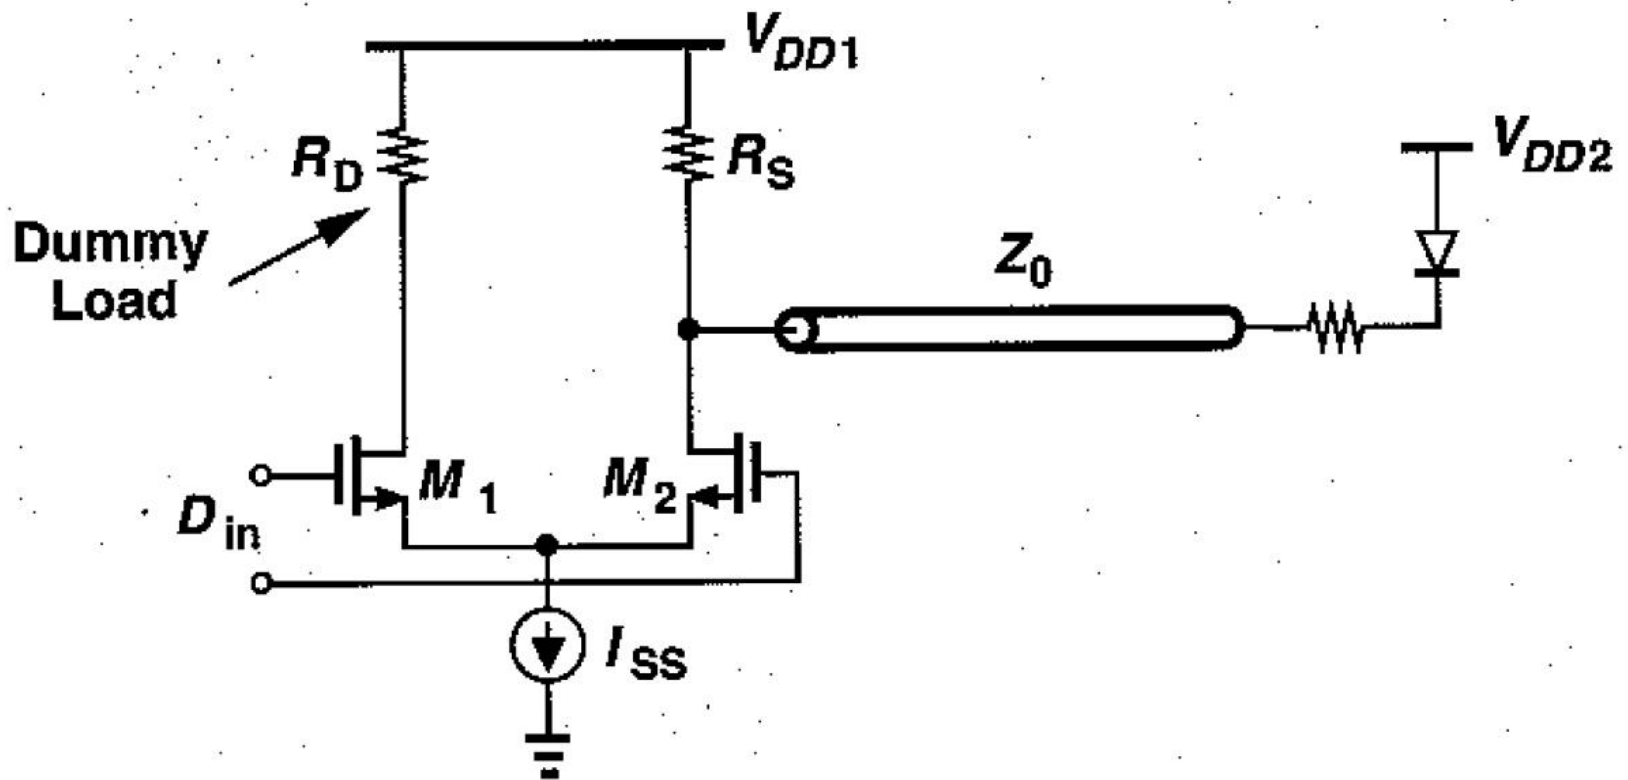 V_DD1
R_D
R_S
V_DD2
Dummy
Load
Z_0
M_1
M_2
D_in
I_SS